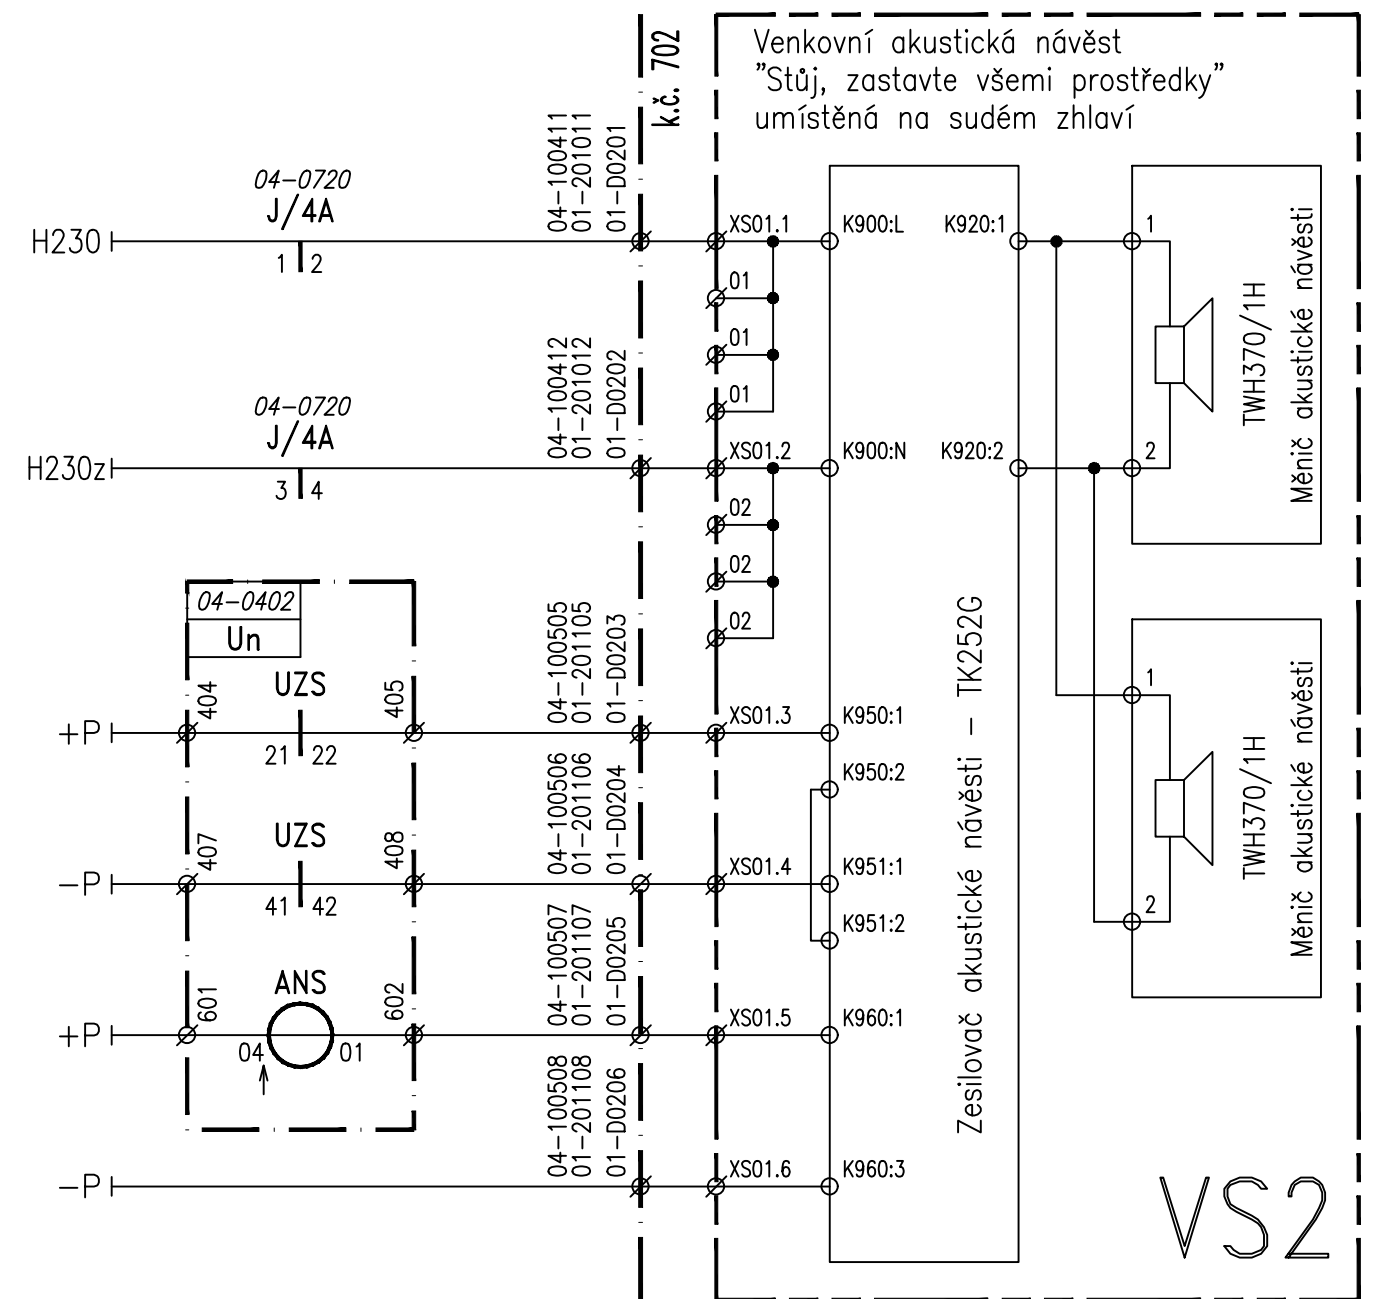 k.č. 702
Venkovní akustická návěst
"Stůj, zastavte všemi prostředky"
umístěná na sudém zhlaví
04-0720
J/4A
H230
1 2
04-100411
01-201011
01-D0201
XS01.1
K900:L
K920:1
1
01
01
01
TWH370/1H
Měnič akustické návěsti
04-0720
J/4A
H230z
3 4
04-100412
01-201012
01-D0202
XS01.2
K900:N
K920:2
2
02
02
02
04-0402
Un
UZS
+P
404
405
21 22
04-100505
01-201105
01-D0203
XS01.3
K950:1
K950:2
Zesilovač akustické návěsti - TK252G
1
TWH370/1H
Měnič akustické návěsti
2
UZS
-P
407
408
41 42
04-100506
01-201106
01-D0204
XS01.4
K951:1
K951:2
ANS
+P
601
602
04 01
04-100507
01-201107
01-D0205
XS01.5
K960:1
-P
04-100508
01-201108
01-D0206
XS01.6
K960:3
VS2